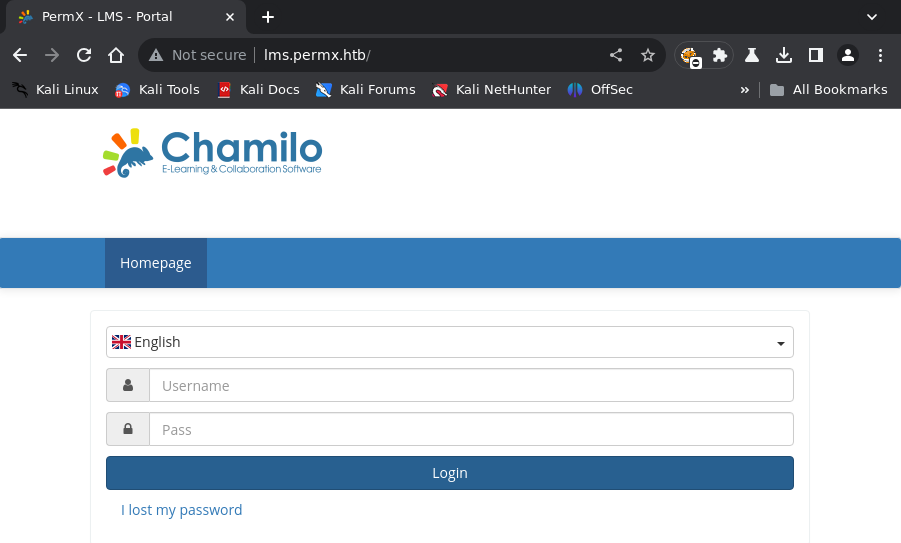 PermX - LMS - Portal
Not secure lms.permx.htb/
Kali Linux Kali Tools Kali Docs Kali Forums Kali NetHunter OffSec » All Bookmarks
Chamilo
E-Learning & Collaboration Software
Homepage
English
Username
Pass
Login
I lost my password